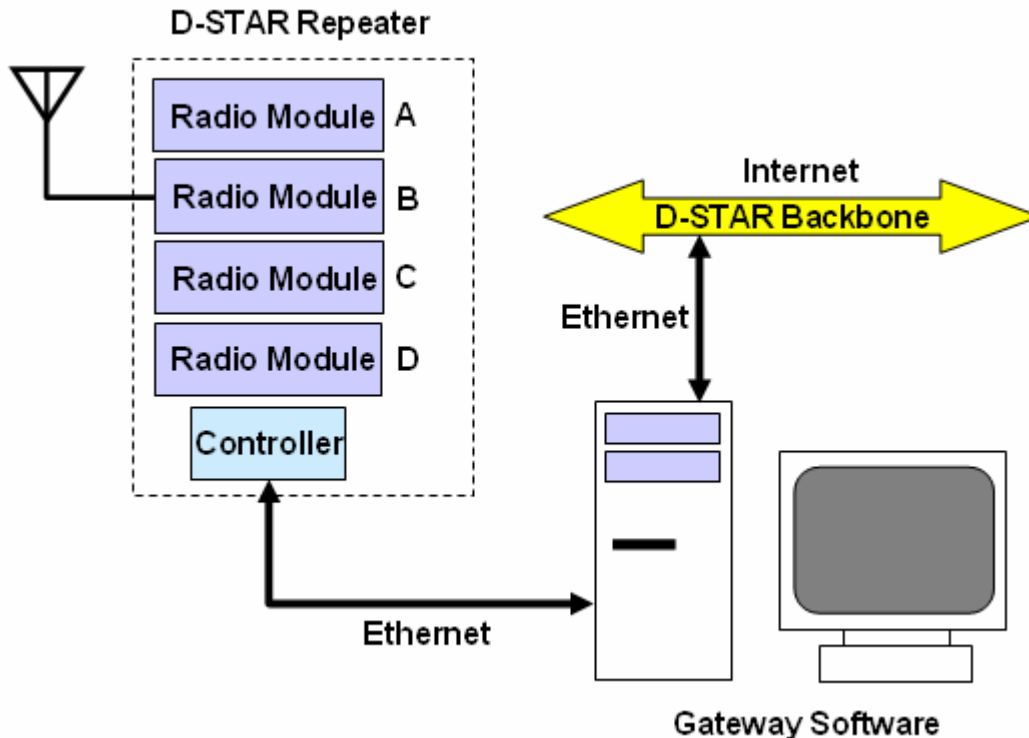 D-STAR Repeater
Radio Module A
Radio Module B
Radio Module C
Radio Module D
Controller
Internet
D-STAR Backbone
Ethernet
Ethernet
Gateway Software